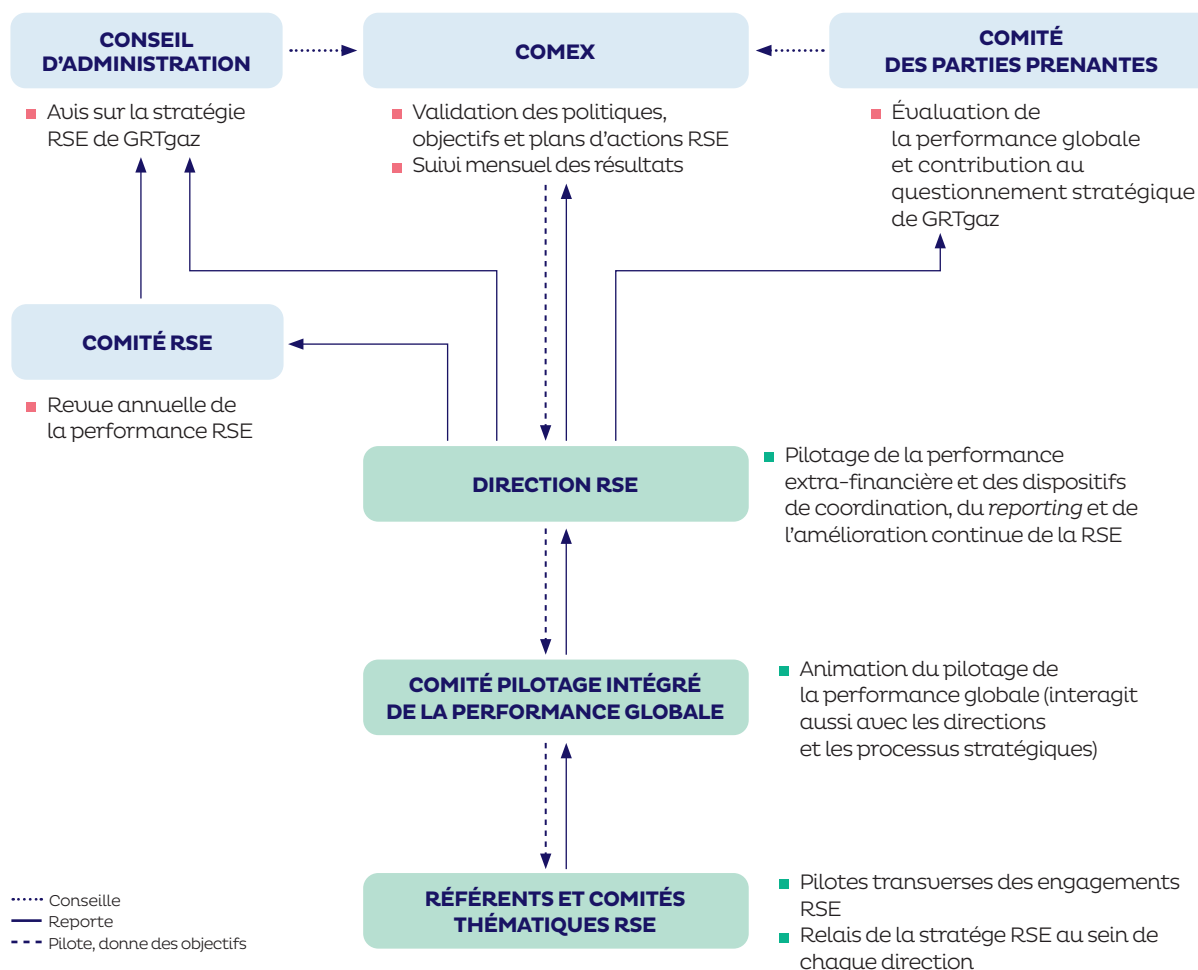 CONSEIL
D'ADMINISTRATION
Avis sur la stratégie
RSE de GRTgaz
COMEX
Validation des politiques,
objectifs et plans d'actions RSE
Suivi mensuel des résultats
COMITÉ
DES PARTIES PRENANTES
Évaluation de
la performance globale
et contribution au
questionnement stratégique
de GRTgaz
COMITÉ RSE
Revue annuelle de
la performance RSE
DIRECTION RSE
Pilotage de la performance
extra-financière et des dispositifs
de coordination, du reporting et de
l'amélioration continue de la RSE
COMITÉ PILOTAGE INTÉGRÉ
DE LA PERFORMANCE GLOBALE
Animation du pilotage de
la performance globale (interagit
aussi avec les directions
et les processus stratégiques)
RÉFÉRENTS ET COMITÉS
THÉMATIQUES RSE
Pilotes transverses des engagements
RSE
Relais de la stratége RSE au sein de
chaque direction
Conseille
Reporte
Pilote, donne des objectifs